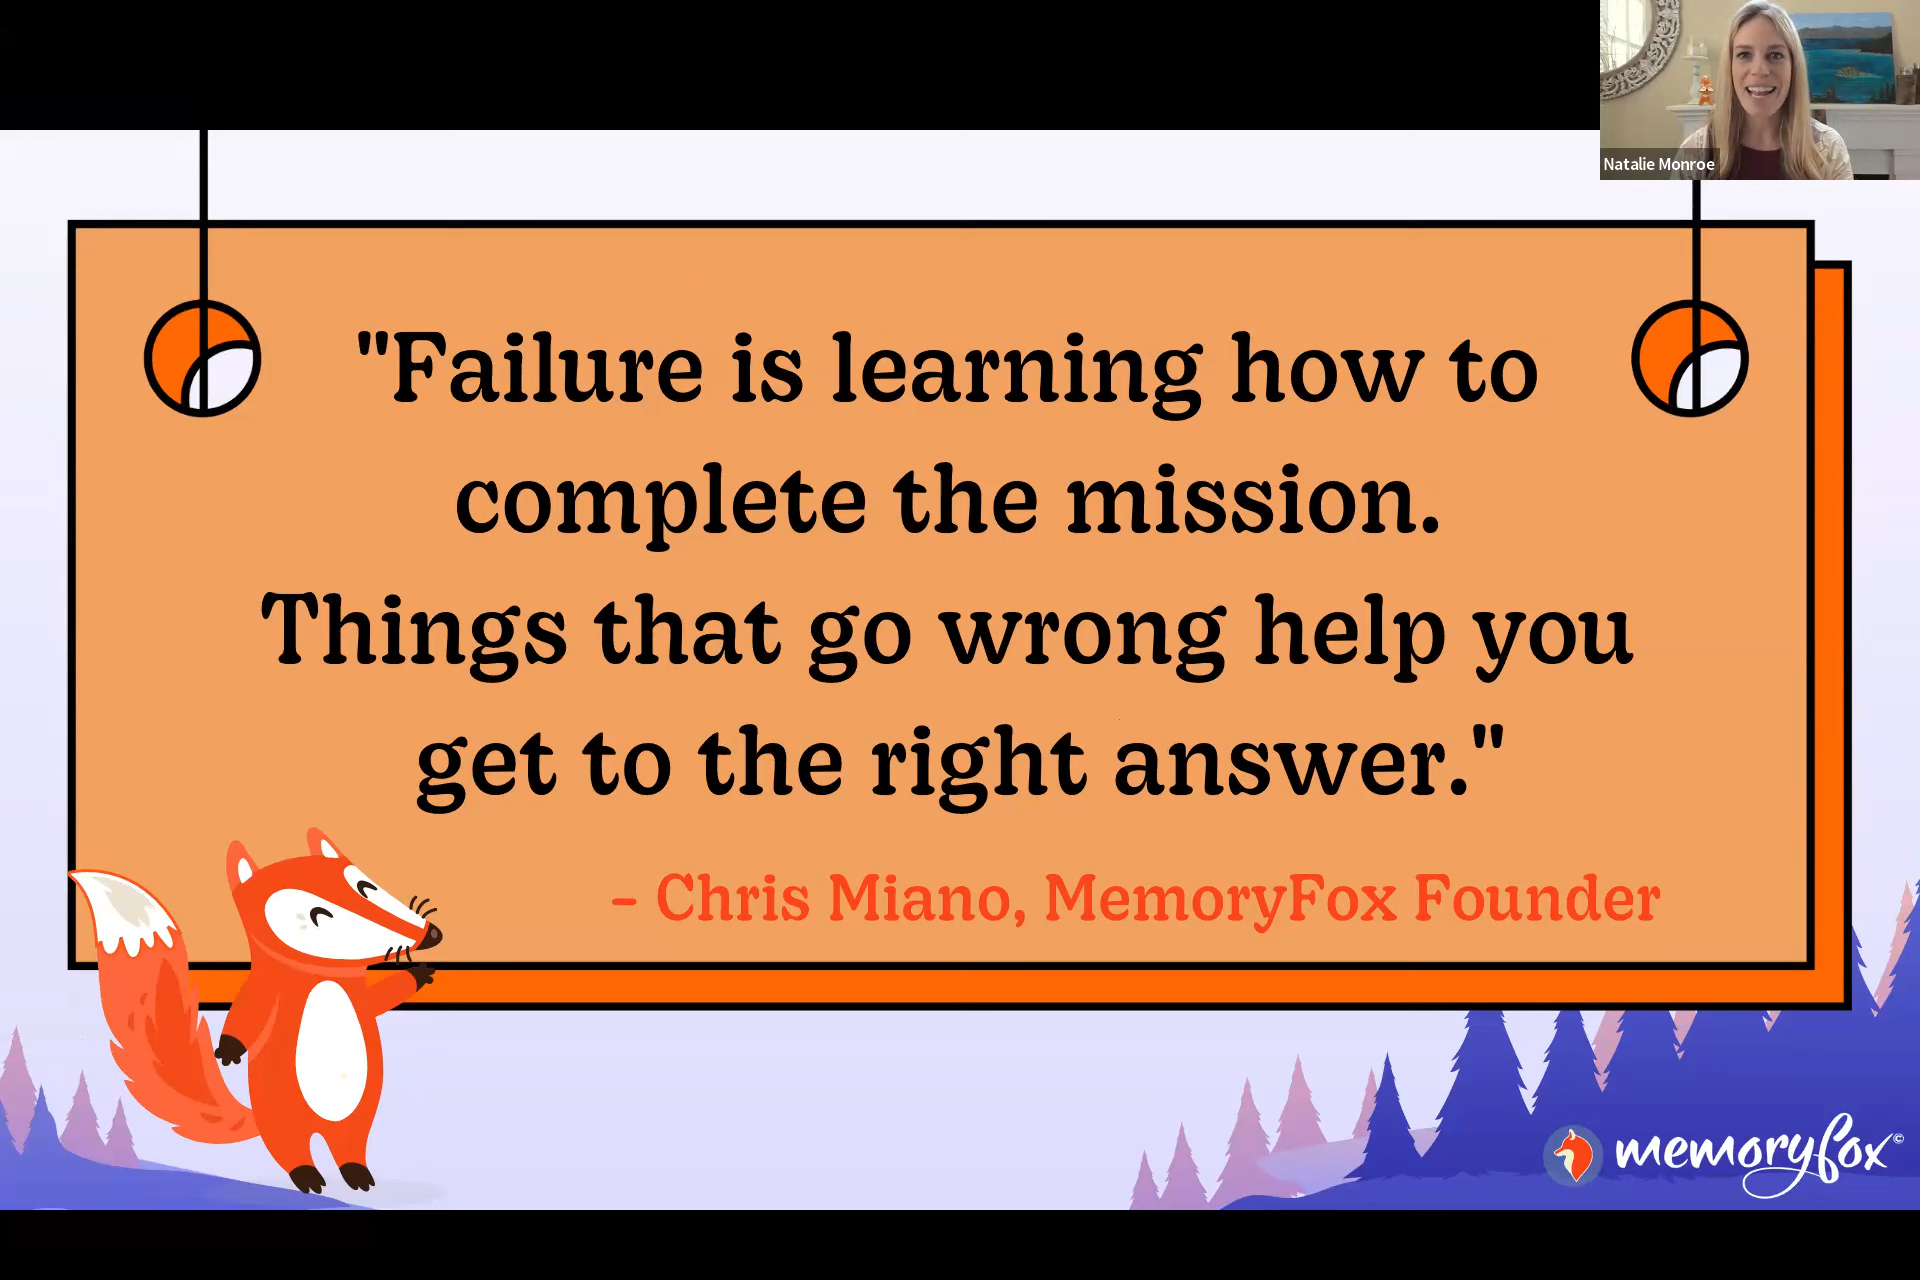 Natalie Monroe
"Failure is learning how to
complete the mission.
Things that go wrong help you
get to the right answer."
- Chris Miano, MemoryFox Founder
memoryfox©